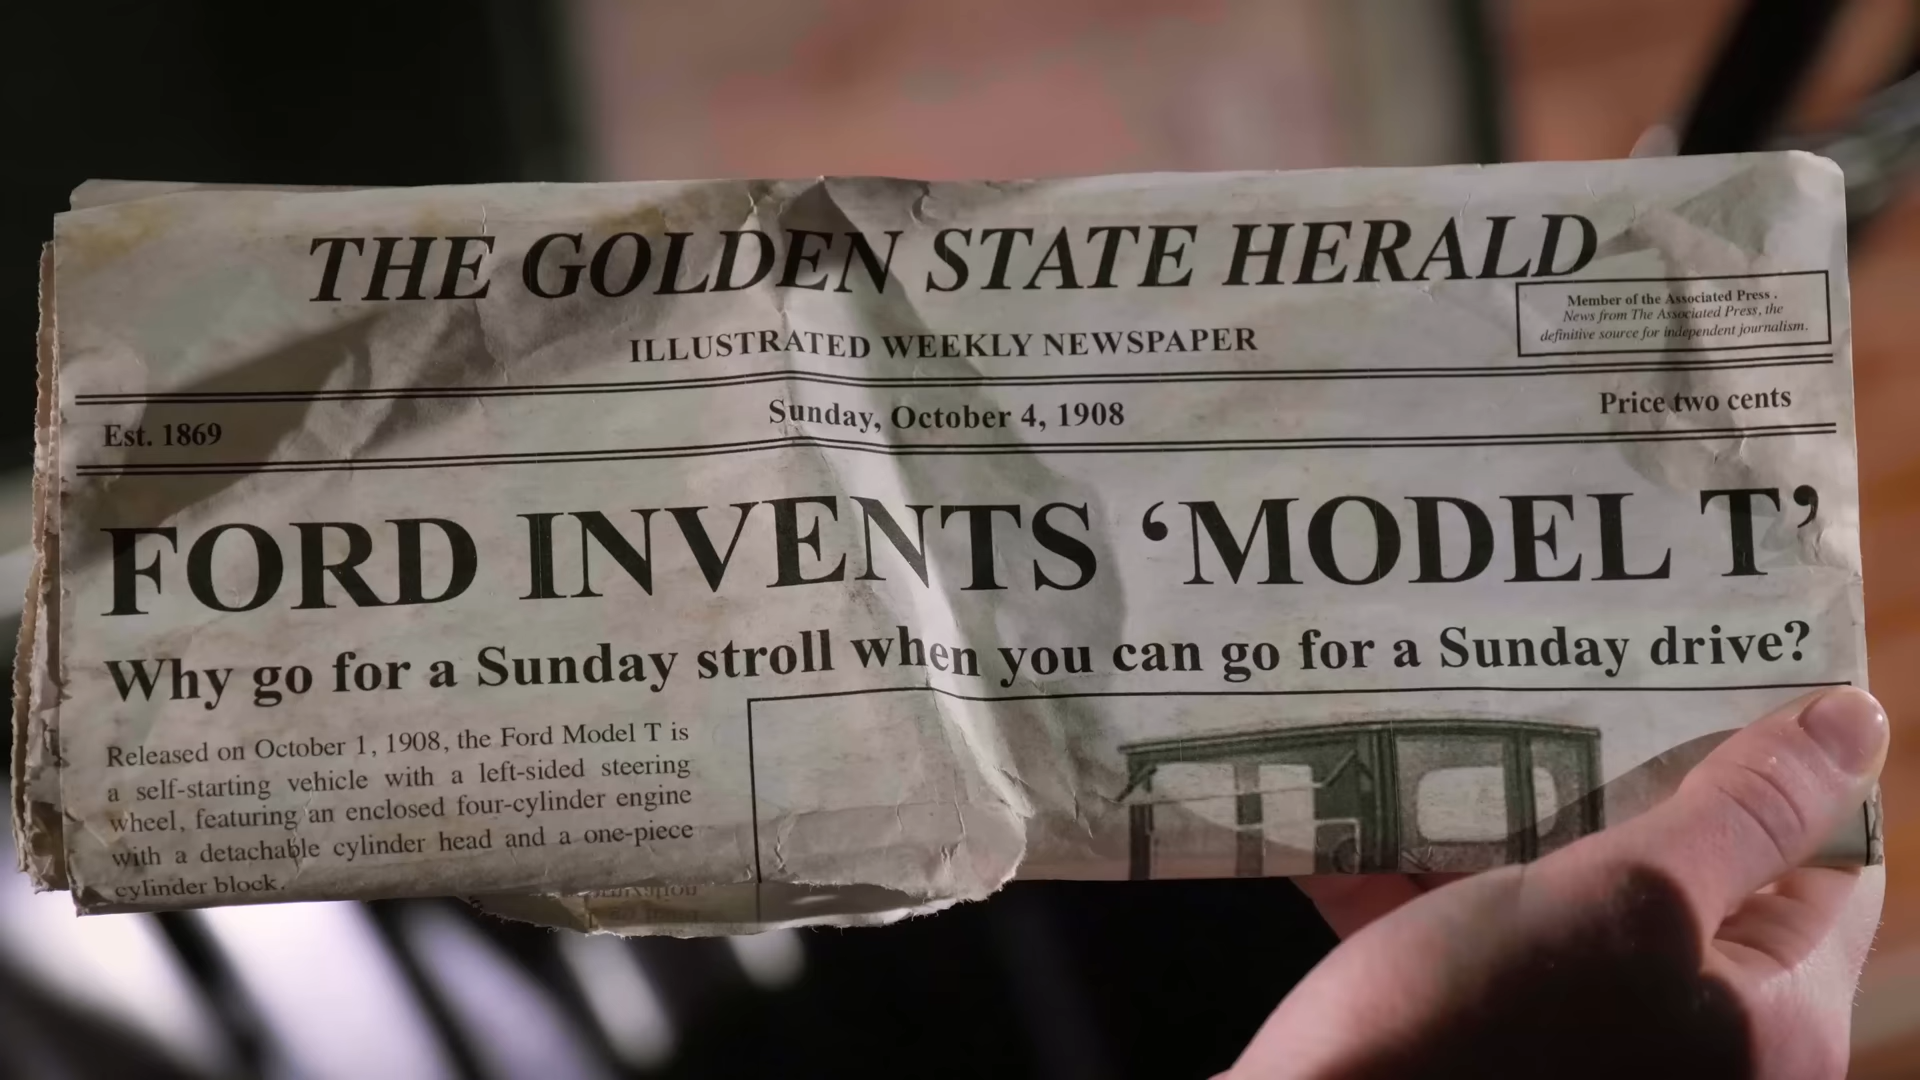 THE GOLDEN STATE HERALD
Member of the Associated Press .
News from The Associated Press, the
definitive source for independent journalism.
ILLUSTRATED WEEKLY NEWSPAPER
Est. 1869
Sunday, October 4, 1908
Price two cents
FORD INVENTS ‘MODEL T’
Why go for a Sunday stroll when you can go for a Sunday drive?
Released on October 1, 1908, the Ford Model T is
a self-starting vehicle with a left-sided steering
wheel, featuring an enclosed four-cylinder engine
with a detachable cylinder head and a one-piece
cylinder block.